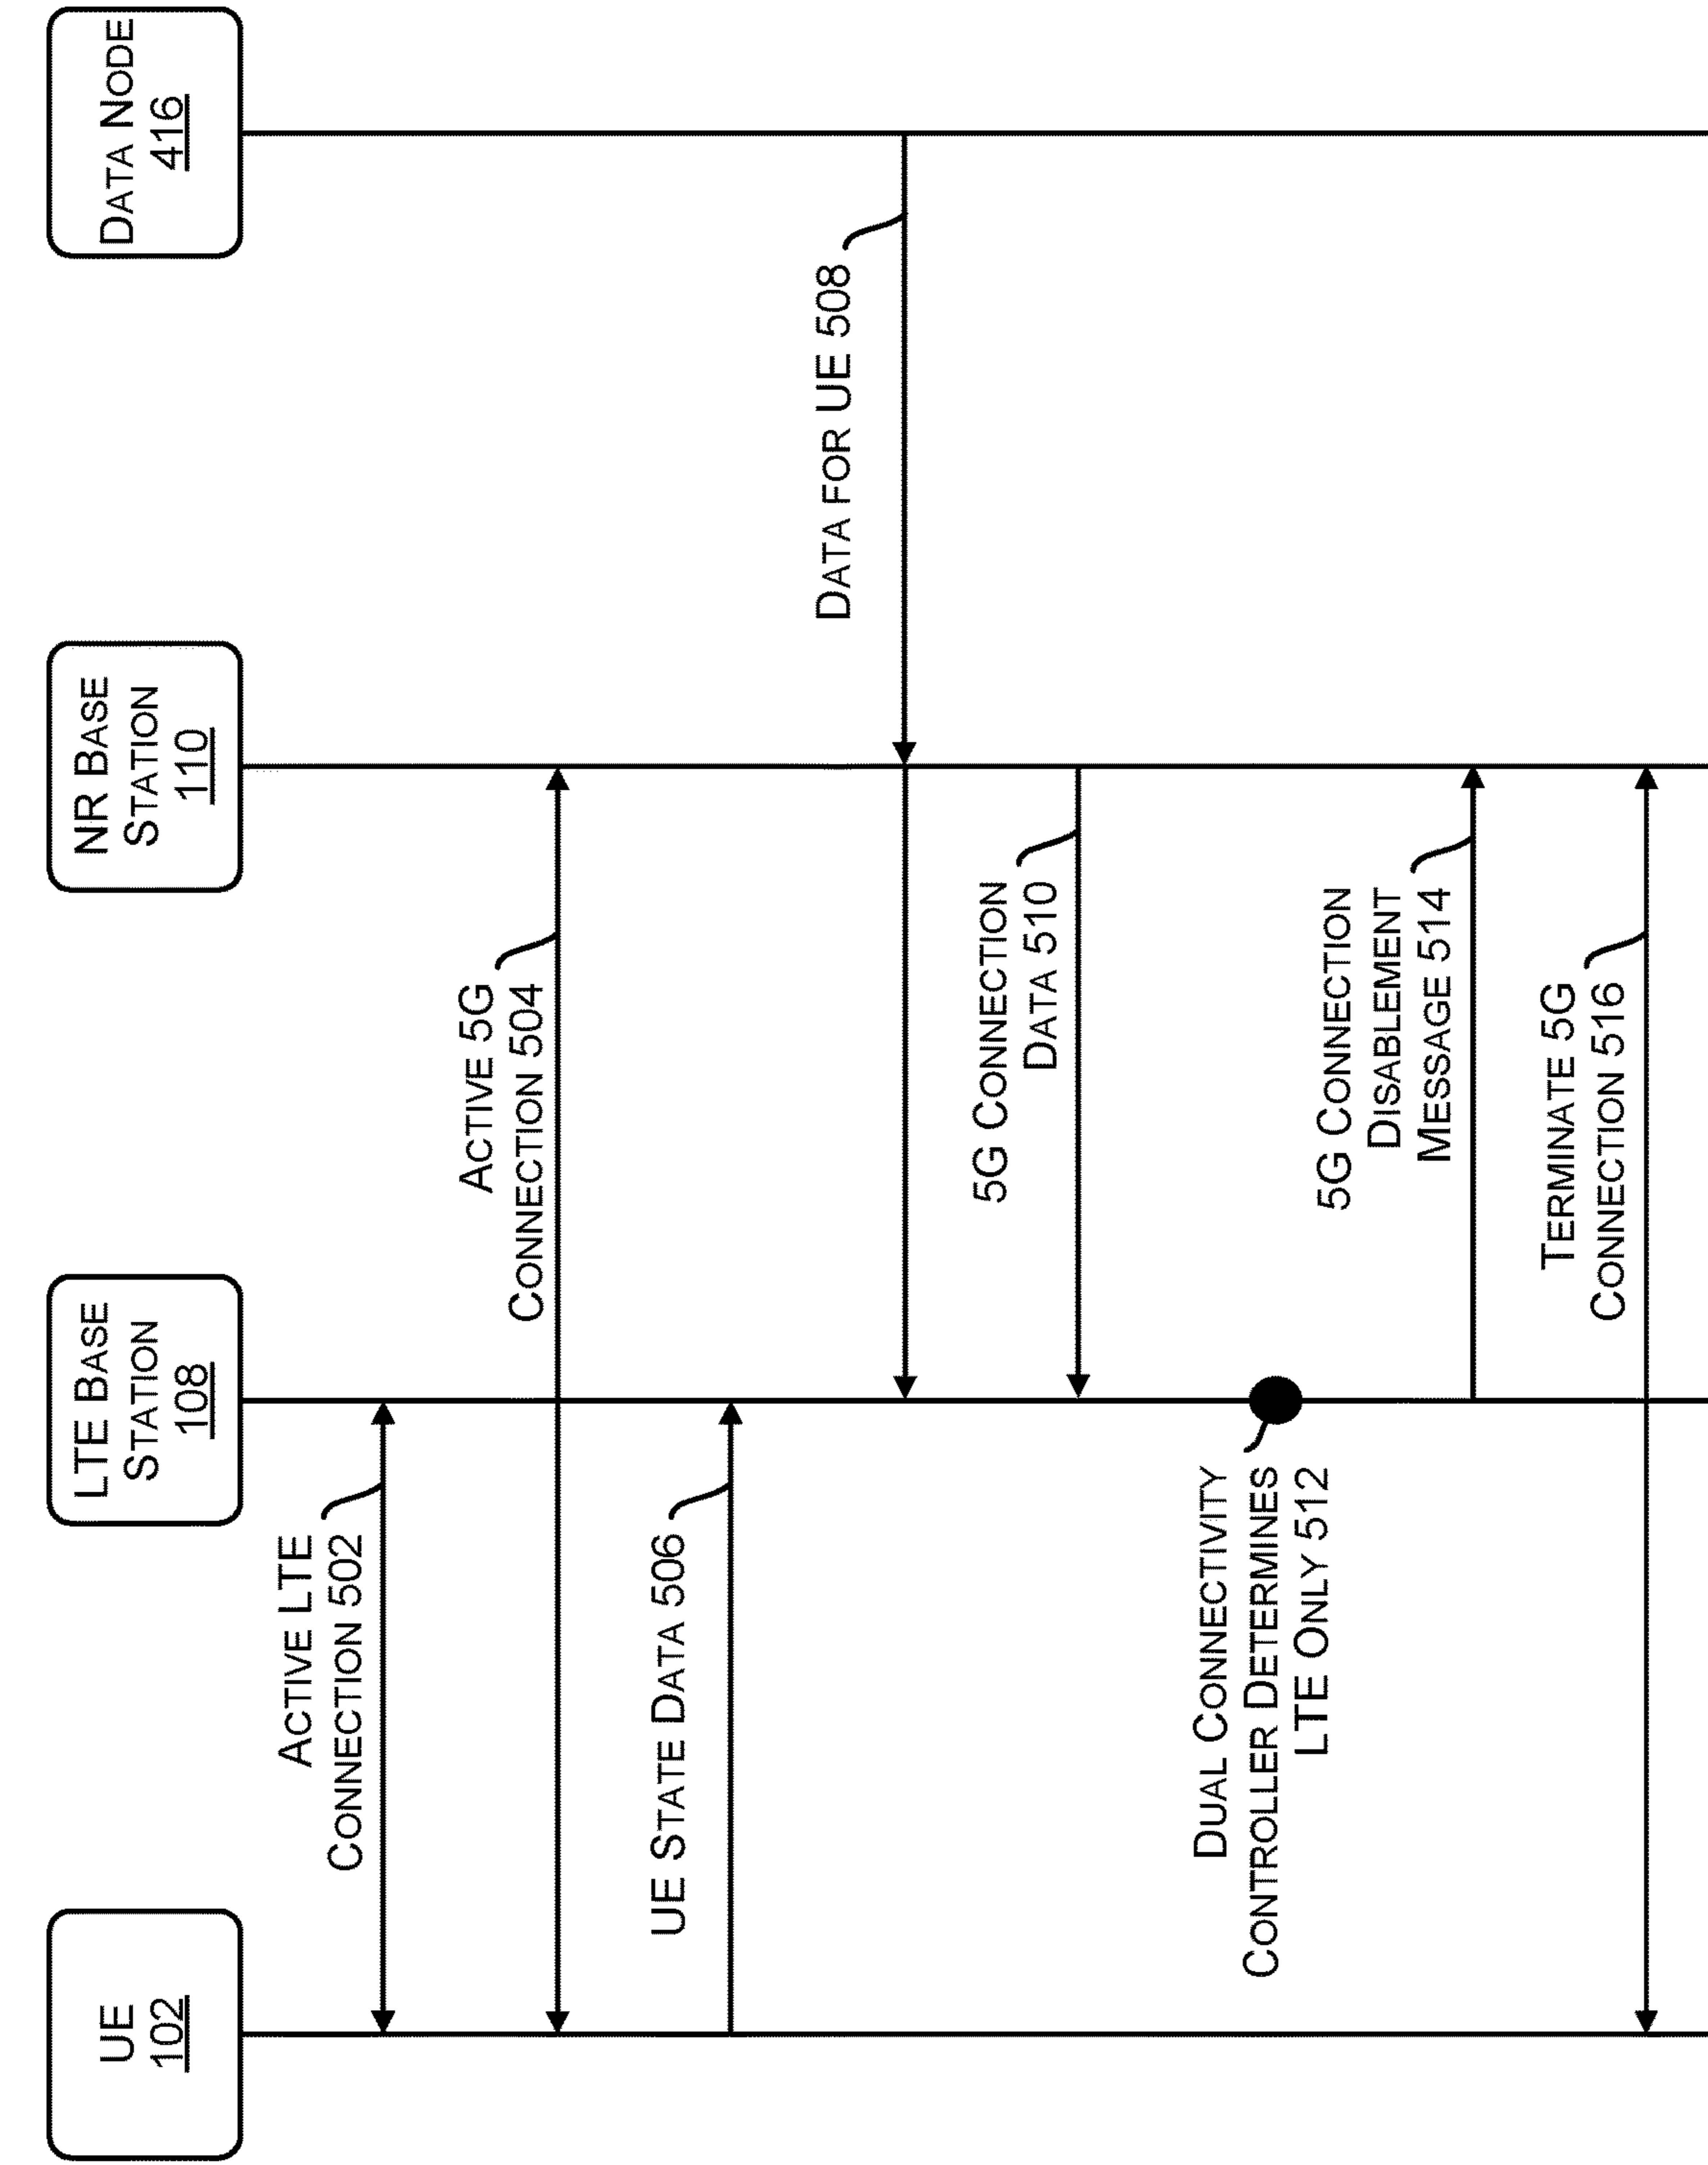 UE
102
LTE BASE
STATION
108
NR BASE
STATION
110
DATA NODE
416
ACTIVE LTE
CONNECTION 502
ACTIVE 5G
CONNECTION 504
UE STATE DATA 506
DATA FOR UE 508
5G CONNECTION
DATA 510
DUAL CONNECTIVITY
CONTROLLER DETERMINES
LTE ONLY 512
5G CONNECTION
DISABLEMENT
MESSAGE 514
TERMINATE 5G
CONNECTION 516